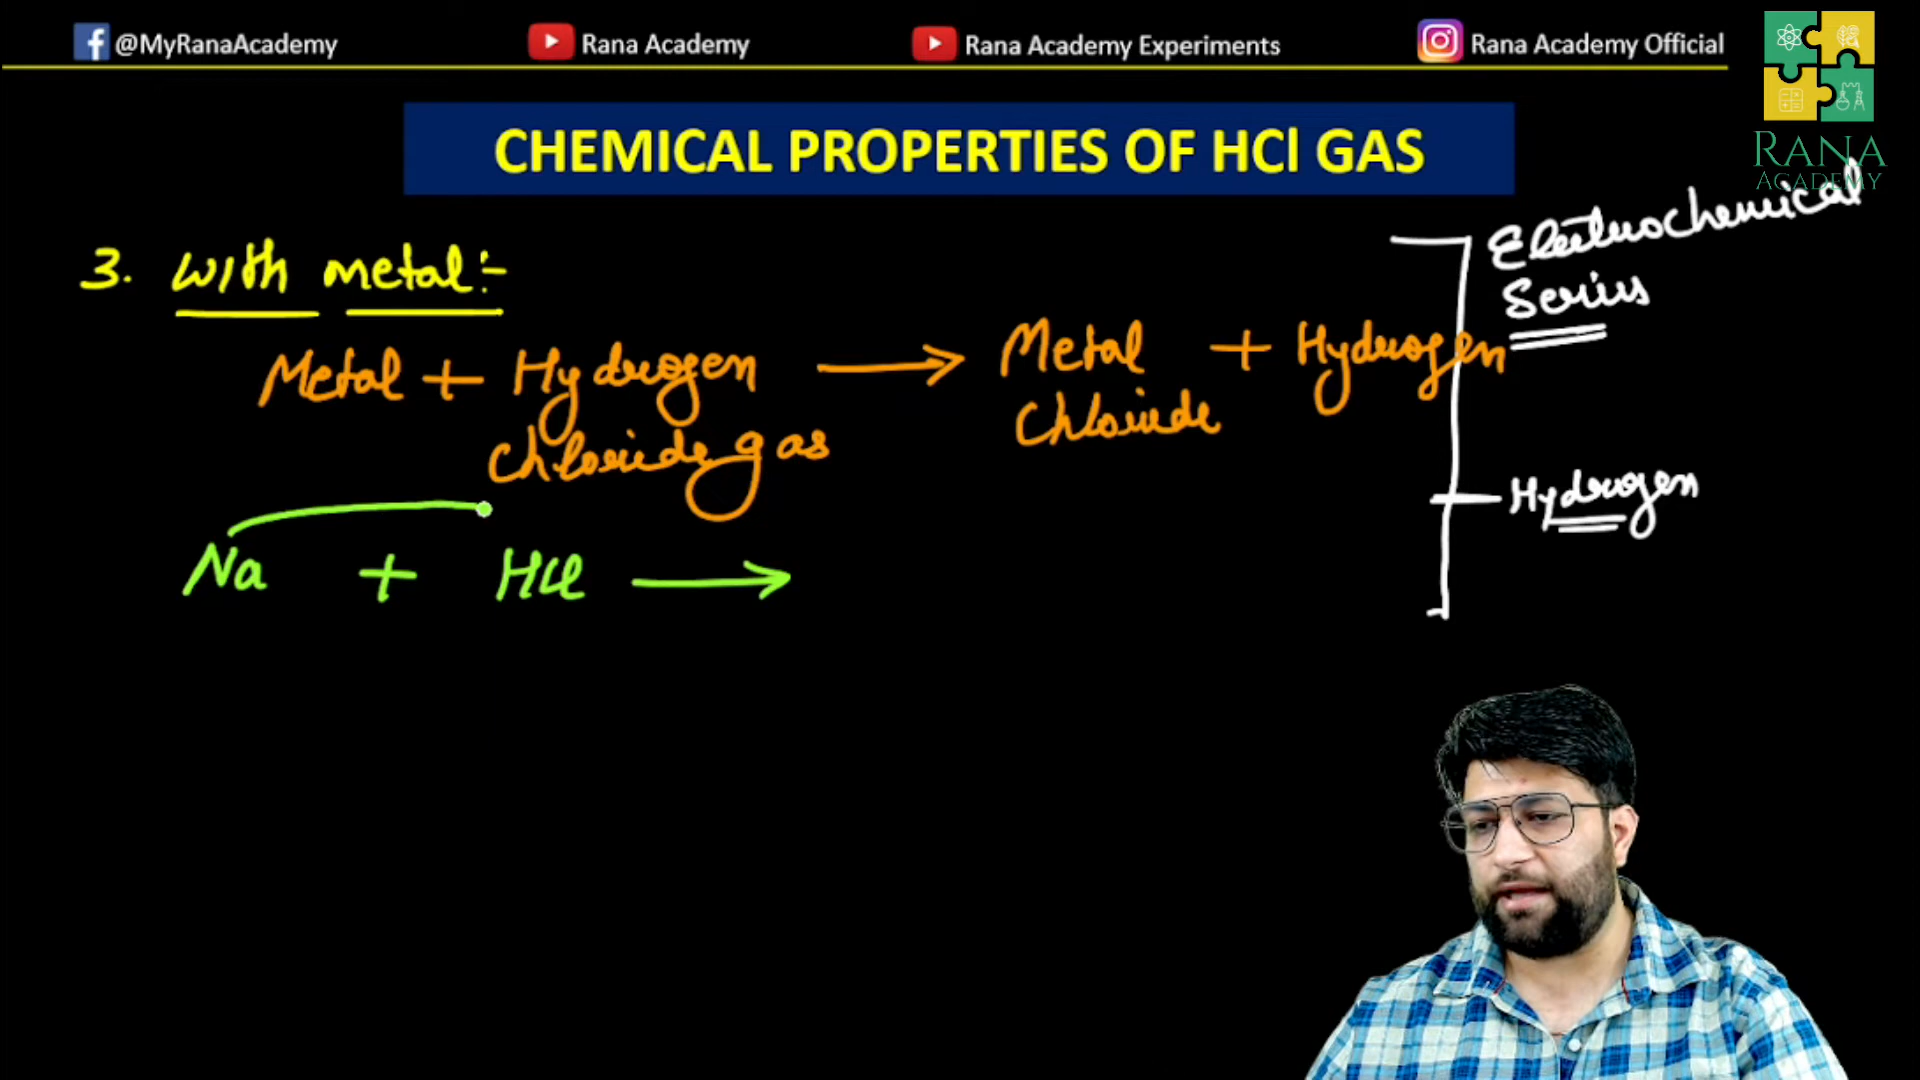 @MyRanaAcademy Rana Academy Rana Academy Experiments Rana Academy Official
RANA
ACADEMY
CHEMICAL PROPERTIES OF HCl GAS
Electrochemical
Series
3. with metal:-
Metal + Hydrogen → Metal + Hydrogen
Chloride gas Chloride
Hydrogen
Na + HCl →